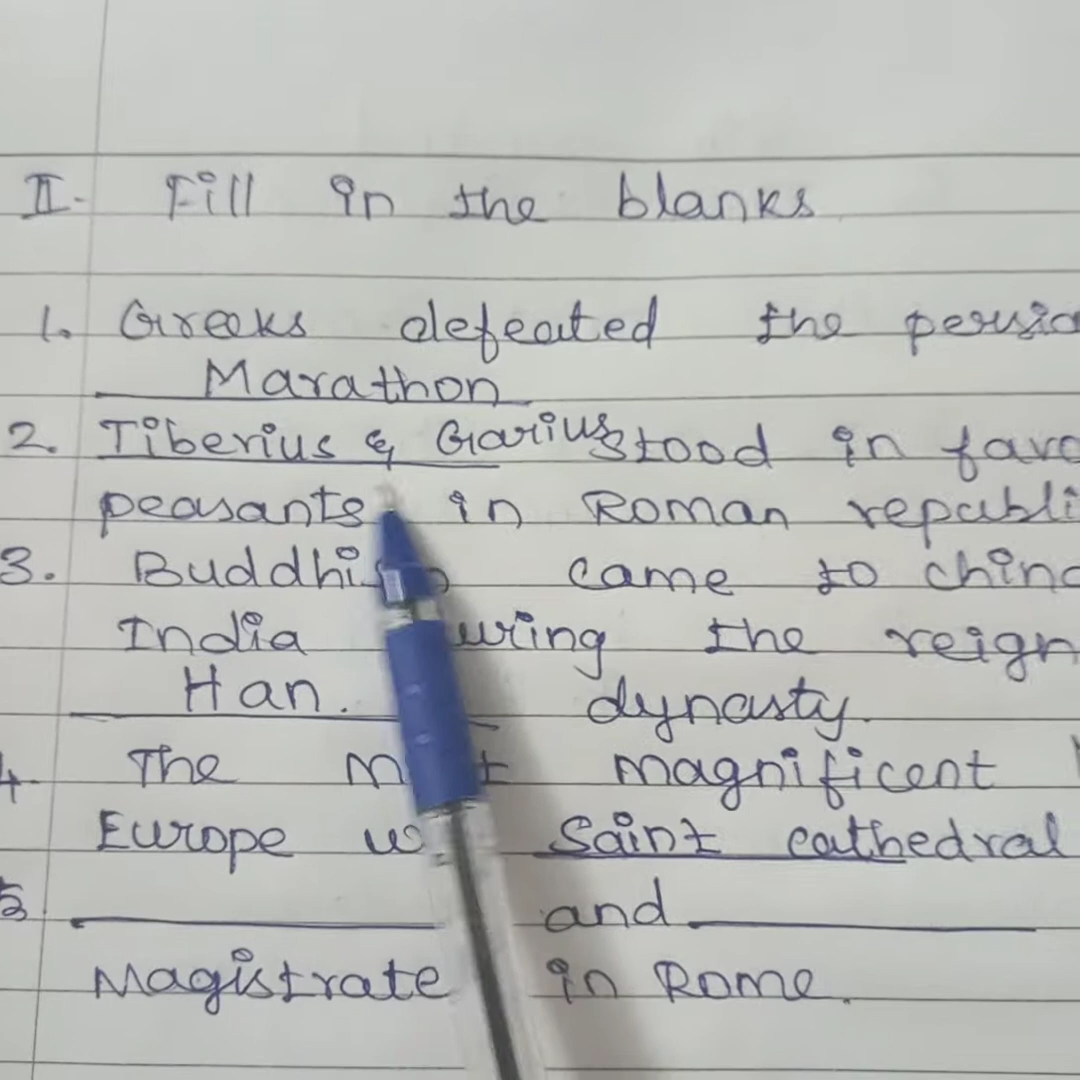 II. Fill in the blanks
1. Greeks defeated the persia
Marathon
2. Tiberius & Garius stood in favo
peasants in Roman republi
3. Buddhi came to china
India uring the reign
Han. dynasty.
4. The magnificent
Europe Saint cathedral
5. and
Magistrate in Rome.